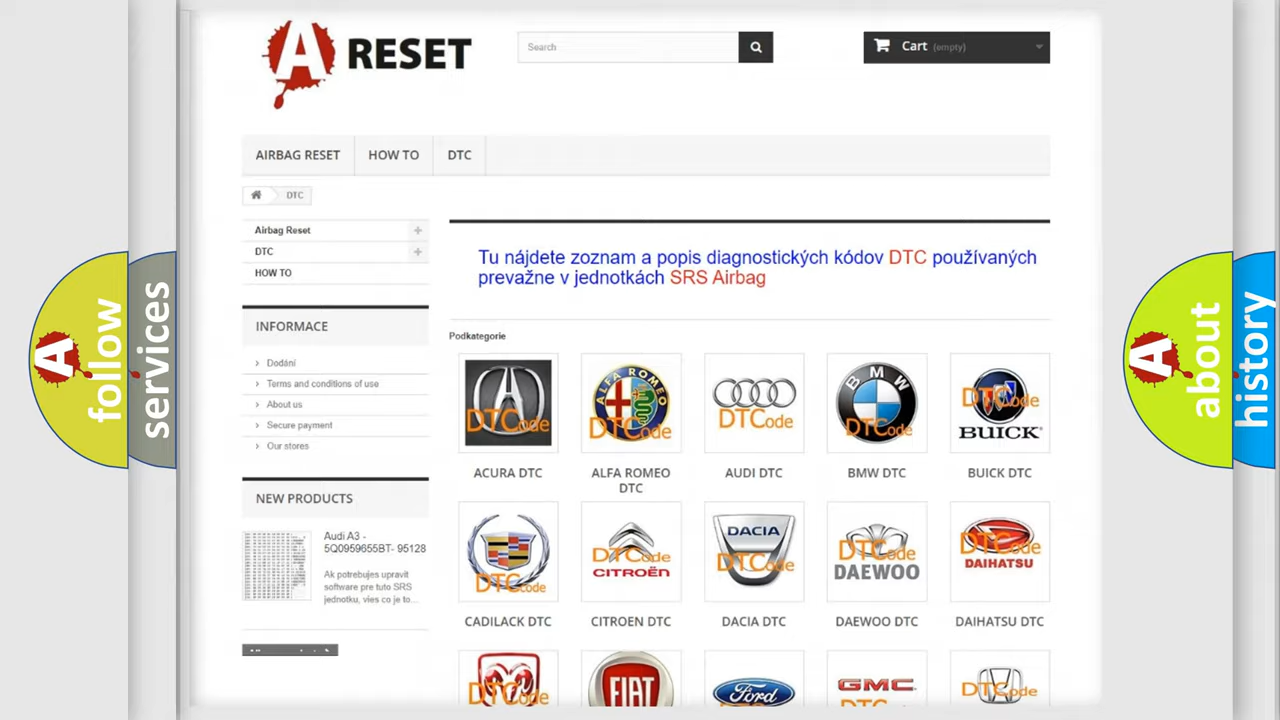 A RESET
Search
Cart (empty)
AIRBAG RESET
HOW TO
DTC
DTC
Airbag Reset
DTC
HOW TO
INFORMACE
Dodání
Terms and conditions of use
About us
Secure payment
Our stores
NEW PRODUCTS
Audi A3 -
5Q0959655BT- 95128
Ak potrebujes upravit
software pre tuto SRS
jednotku, vies co je to...
Tu nájdete zoznam a popis diagnostických kódov DTC používaných
prevažne v jednotkách SRS Airbag
Podkategorie
DTCode
ALFA ROMEO
DTCode
DTCode
BMW
DTCode
DTCode
BUICK
ACURA DTC
ALFA ROMEO
DTC
AUDI DTC
BMW DTC
BUICK DTC
DTCode
DTCode
CITROËN
DACIA
DTCode
DTCode
DAEWOO
DTCode
DAIHATSU
CADILACK DTC
CITROEN DTC
DACIA DTC
DAEWOO DTC
DAIHATSU DTC
DTCode
FIAT
Ford
GMC
DTCode
A follow
services
A about
history